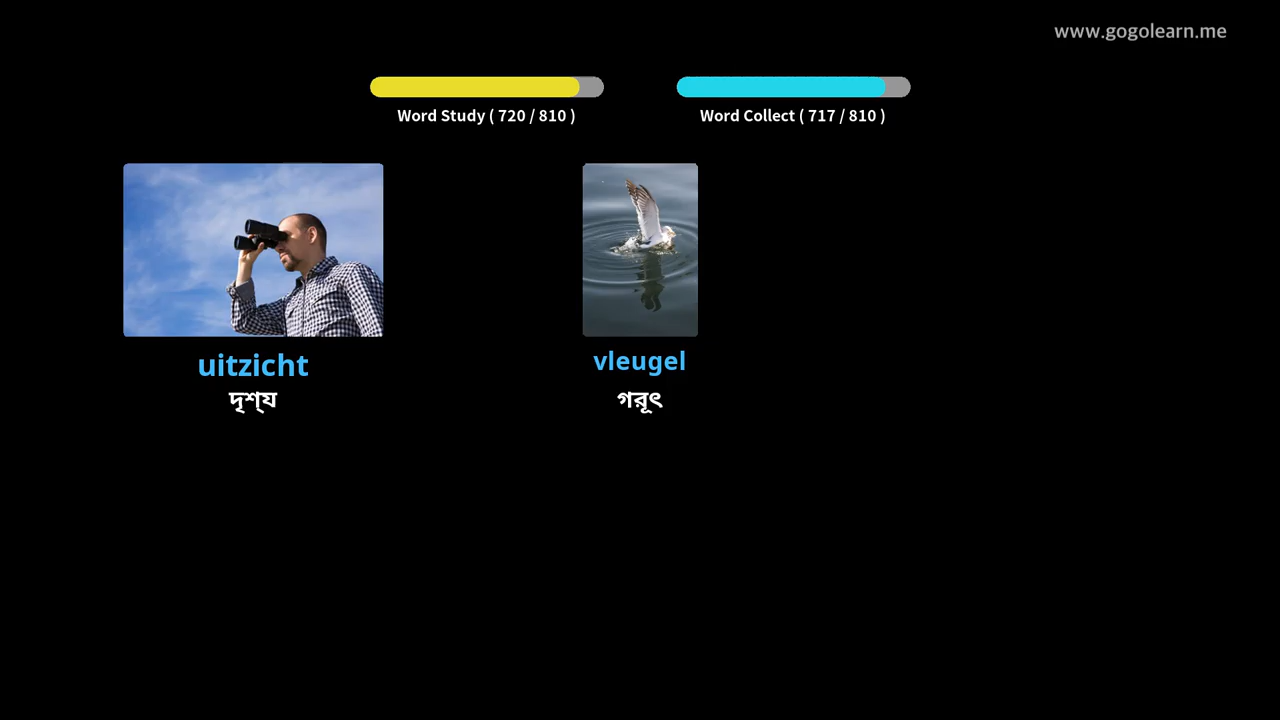 www.gogolearn.me
Word Study ( 720 / 810 )
Word Collect ( 717 / 810 )
uitzicht
দৃশ্য
vleugel
গরূৎ